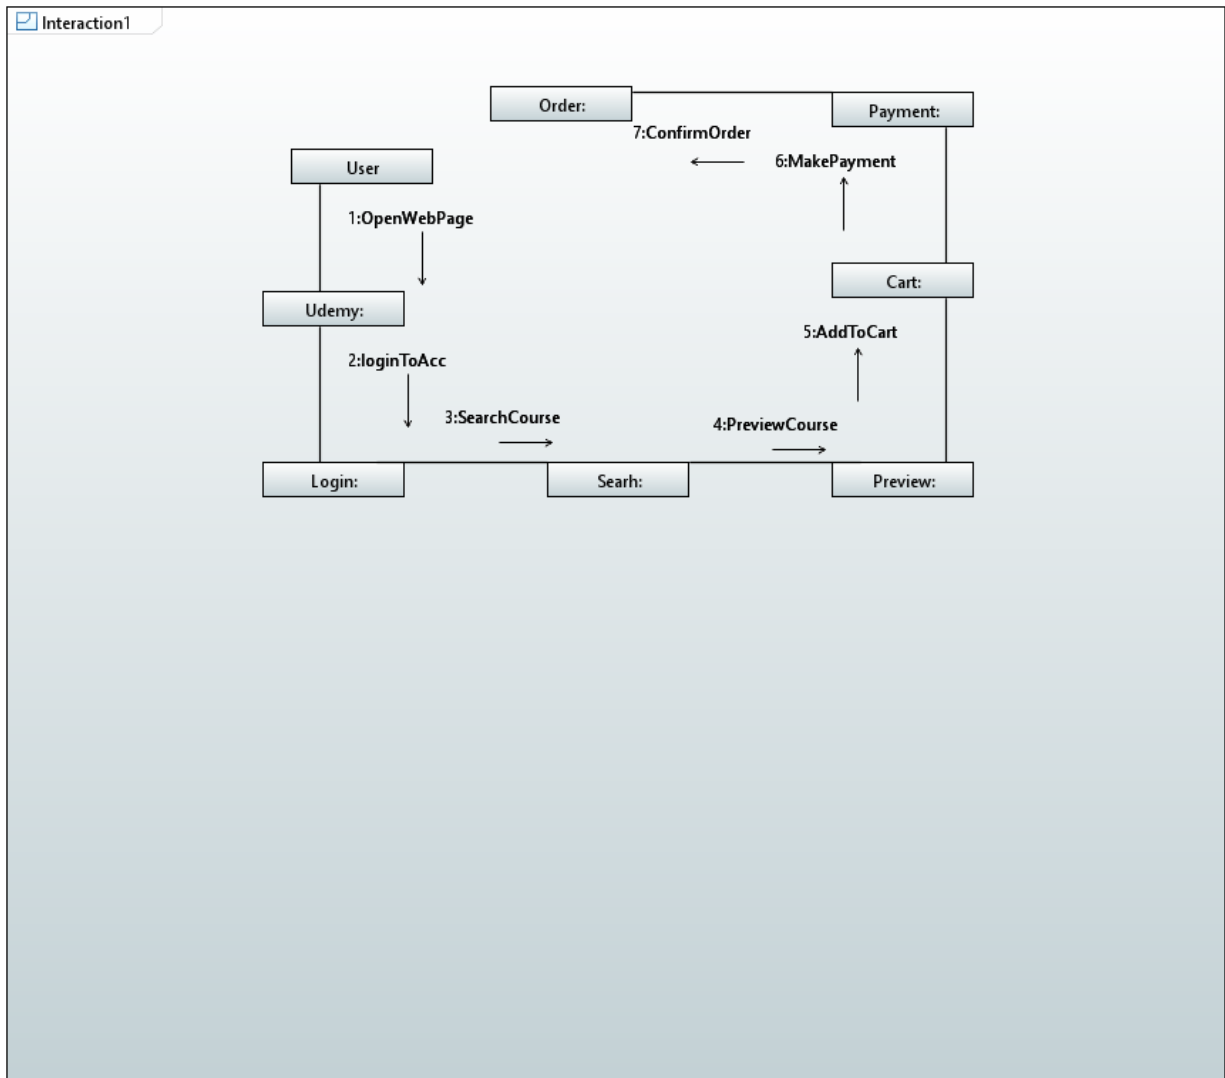 Interaction1
Order:
Payment:
7:ConfirmOrder
6:MakePayment
User
1:OpenWebPage
Cart:
Udemy:
5:AddToCart
2:loginToAcc
3:SearchCourse
4:PreviewCourse
Login:
Searh:
Preview: